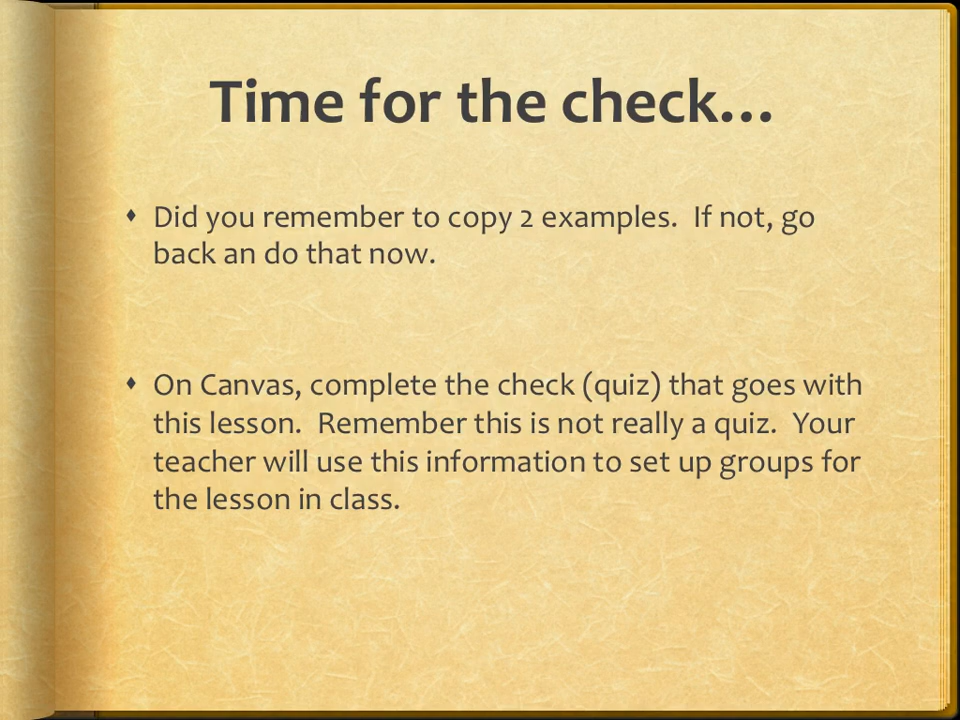 Time for the check…
Did you remember to copy 2 examples.  If not, go
back an do that now.
On Canvas, complete the check (quiz) that goes with
this lesson.  Remember this is not really a quiz.  Your
teacher will use this information to set up groups for
the lesson in class.